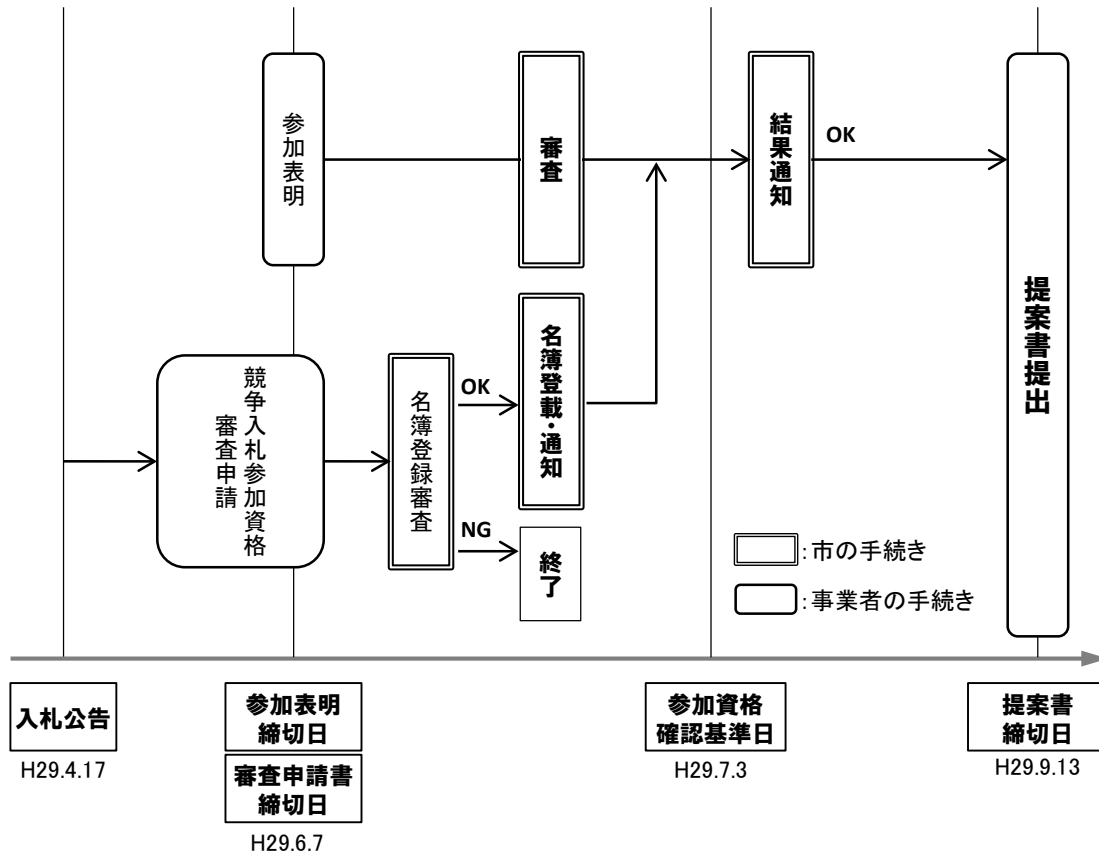 参加表明
審査
結果通知
OK
提案書提出
競争入札参加資格
審査申請
名簿登録審査
OK
名簿登載・通知
NG
終了
:市の手続き
:事業者の手続き
入札公告
H29.4.17
参加表明
締切日
審査申請書
締切日
H29.6.7
参加資格
確認基準日
H29.7.3
提案書
締切日
H29.9.13